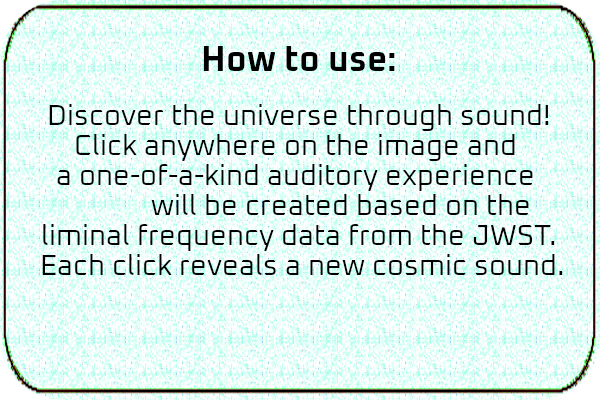 How to use:
Discover the universe through sound!
Click anywhere on the image and
a one-of-a-kind auditory experience
will be created based on the
liminal frequency data from the JWST.
Each click reveals a new cosmic sound.